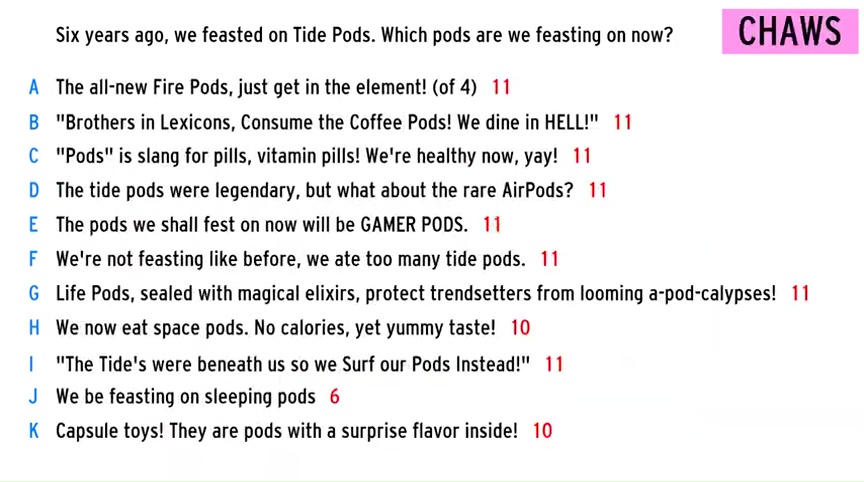 Six years ago, we feasted on Tide Pods. Which pods are we feasting on now?
CHAWS
A The all-new Fire Pods, just get in the element! (of 4) 11
B "Brothers in Lexicons, Consume the Coffee Pods! We dine in HELL!" 11
C "Pods" is slang for pills, vitamin pills! We're healthy now, yay! 11
D The tide pods were legendary, but what about the rare AirPods? 11
E The pods we shall fest on now will be GAMER PODS. 11
F We're not feasting like before, we ate too many tide pods. 11
G Life Pods, sealed with magical elixirs, protect trendsetters from looming a-pod-calypses! 11
H We now eat space pods. No calories, yet yummy taste! 10
I "The Tide's were beneath us so we Surf our Pods Instead!" 11
J We be feasting on sleeping pods 6
K Capsule toys! They are pods with a surprise flavor inside! 10